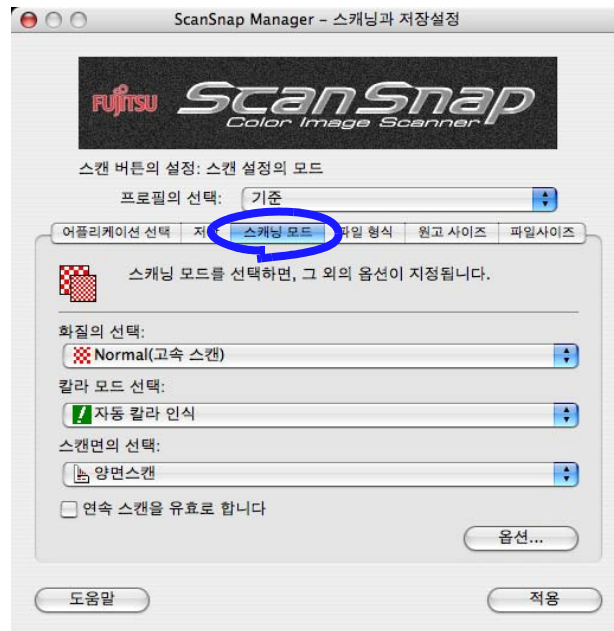 ScanSnap Manager – 스캐닝과 저장설정
FUJITSU ScanSnap
Color Image Scanner
스캔 버튼의 설정: 스캔 설정의 모드
프로필의 선택: 기준
어플리케이션 선택 스캐닝 모드 파일 형식 원고 사이즈 파일사이즈
스캐닝 모드를 선택하면, 그 외의 옵션이 지정됩니다.
화질의 선택:
Normal(고속 스캔)
칼라 모드 선택:
자동 칼라 인식
스캔면의 선택:
양면스캔
연속 스캔을 유효로 합니다
옵션...
도움말 적용